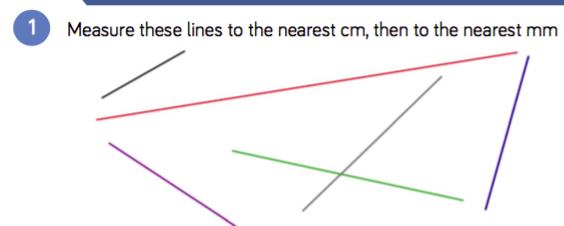 1 Measure these lines to the nearest cm, then to the nearest mm